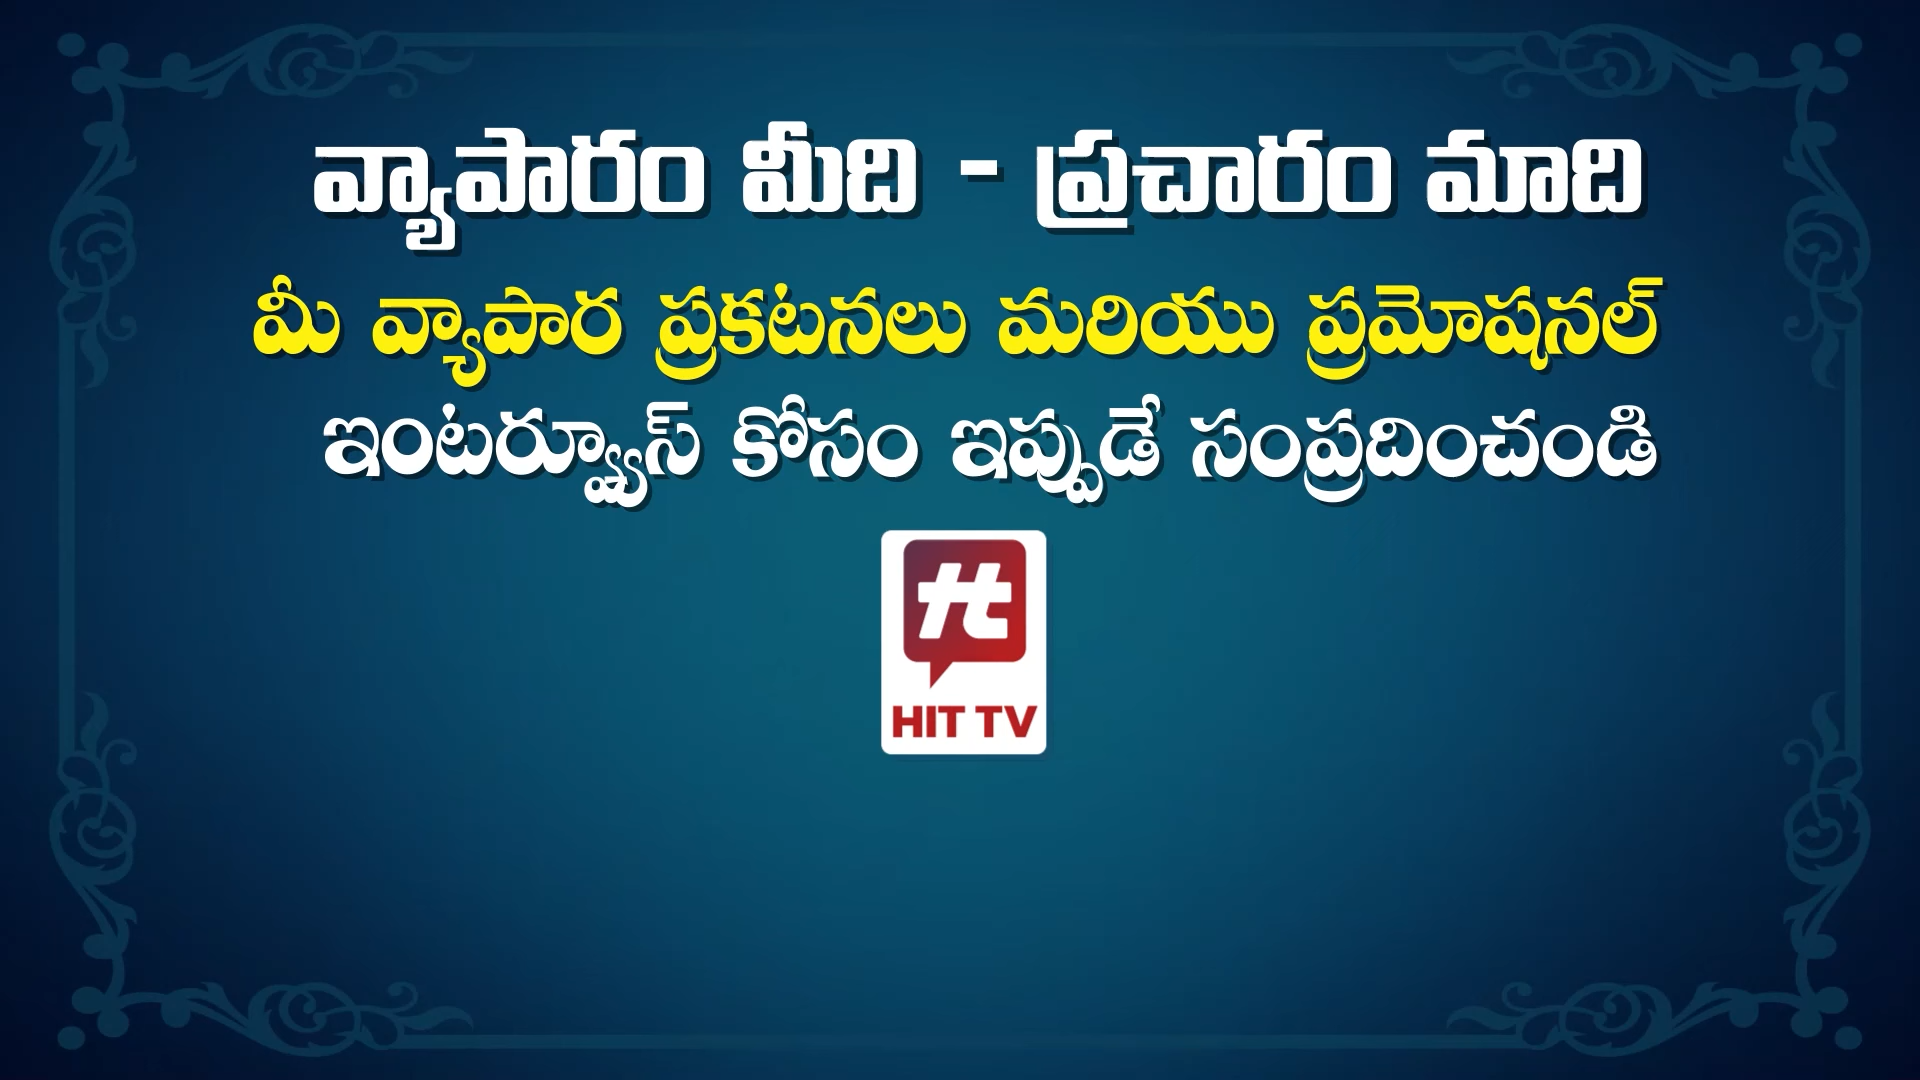 వ్యాపారం మీది - ప్రచారం మాది
మీ వ్యాపార ప్రకటనలు మరియు ప్రమోషనల్
ఇంటర్వ్యూస్ కోసం ఇప్పుడే సంప్రదించండి
HIT TV